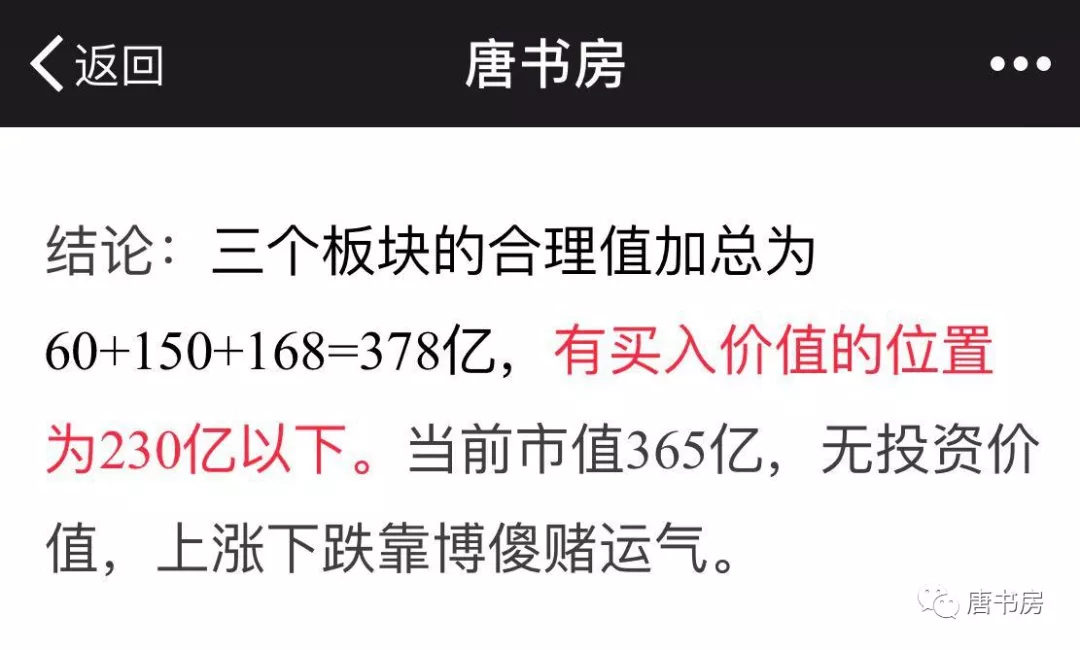 返回
唐书房
结论：三个板块的合理值加总为
60+150+168=378亿，有买入价值的位置
为230亿以下。当前市值365亿，无投资价
值，上涨下跌靠博傻赌运气。
唐书房